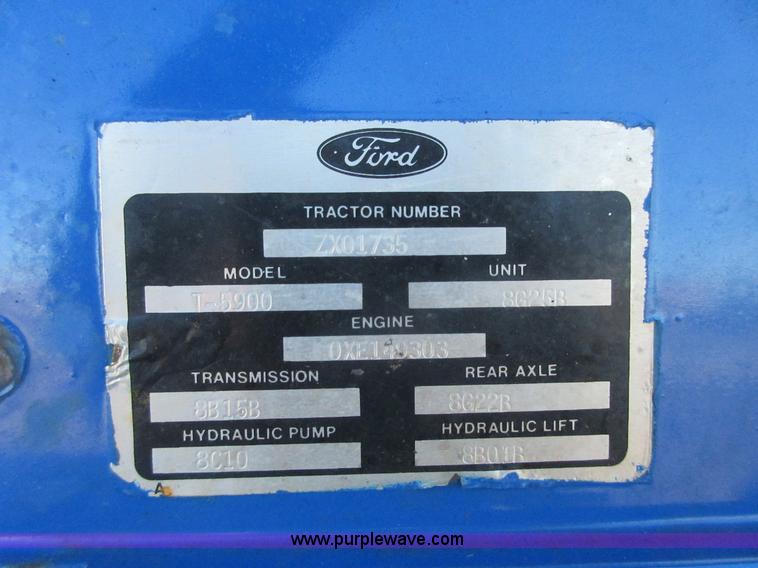 Ford
TRACTOR NUMBER
ZX01735
MODEL UNIT
T-5900 8G26B
ENGINE
TRANSMISSION REAR AXLE
8B15B 8G22B
HYDRAULIC PUMP HYDRAULIC LIFT
8C10
A
www.purplewave.com